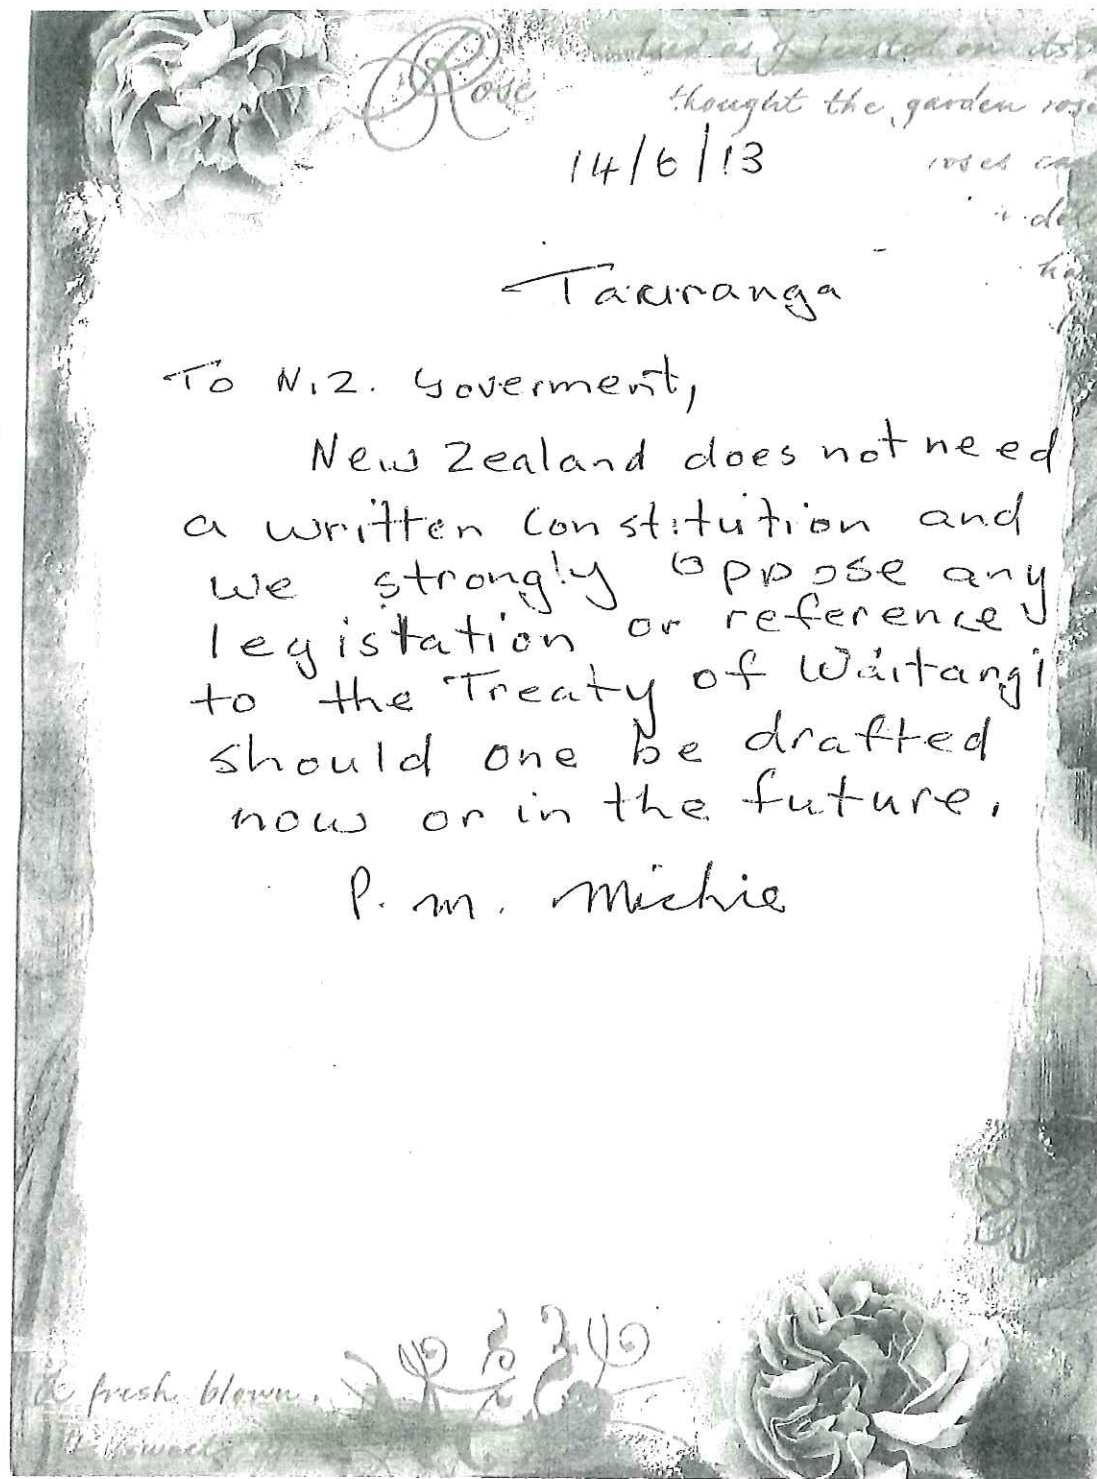 Rose
thought the garden rose
roses
14/6/13
Tauranga
To N.Z. Goverment,
New Zealand does not need
a written constitution and
we strongly oppose any
legistation or reference
to the Treaty of Waitangi
should one be drafted
now or in the future.
P. M. Michie
fresh blown.